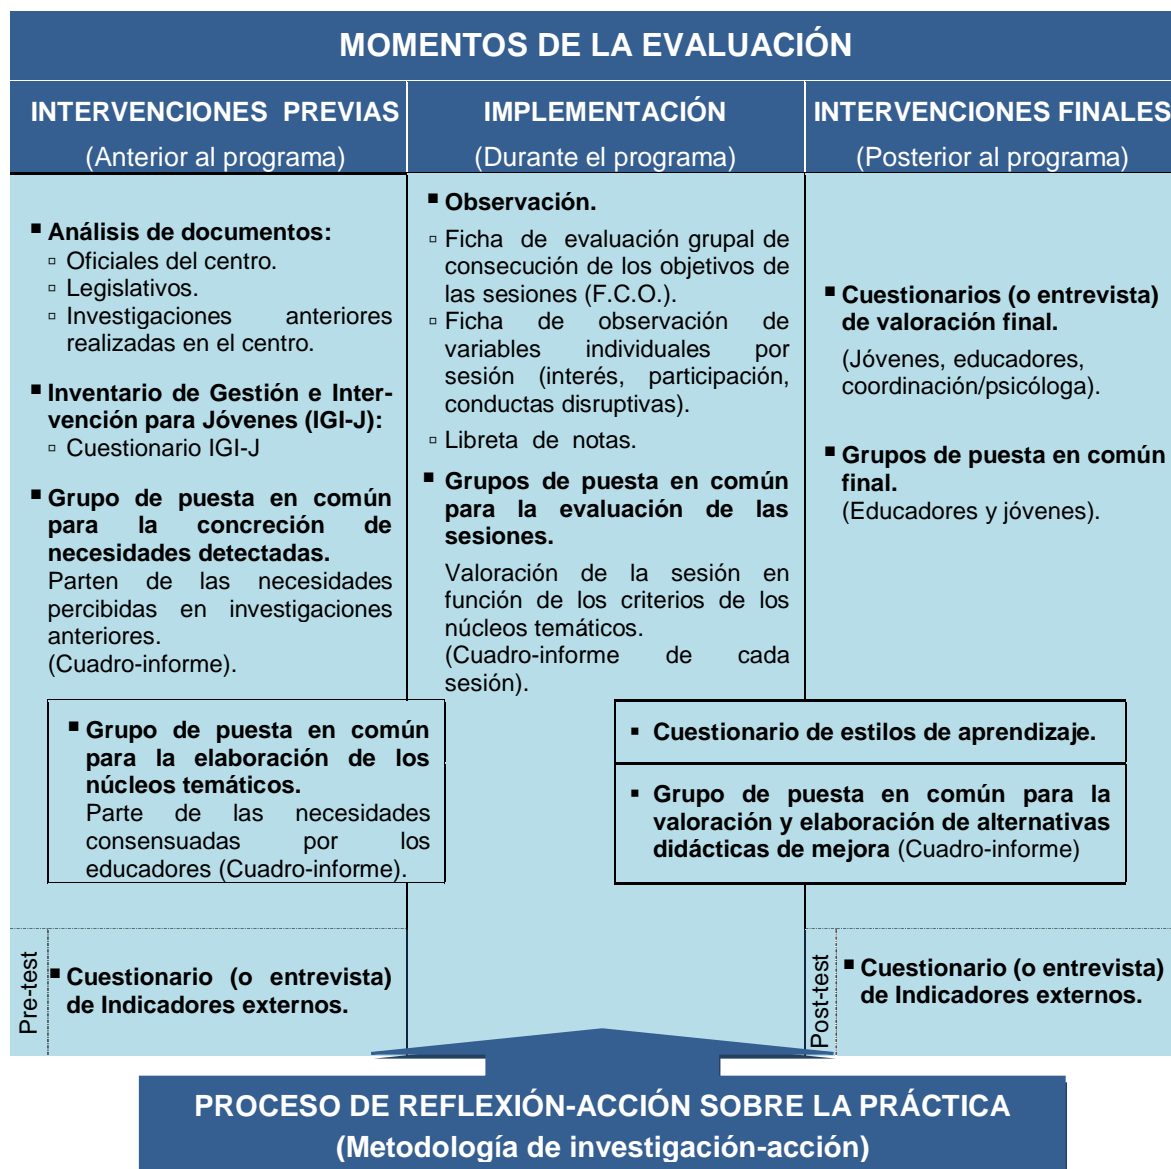 MOMENTOS DE LA EVALUACIÓN
INTERVENCIONES PREVIAS
(Anterior al programa)
IMPLEMENTACIÓN
(Durante el programa)
INTERVENCIONES FINALES
(Posterior al programa)
▪ Análisis de documentos:
▫ Oficiales del centro.
▫ Legislativos.
▫ Investigaciones anteriores
realizadas en el centro.
▪ Inventario de Gestión e Inter-
vención para Jóvenes (IGI-J):
▫ Cuestionario IGI-J
▪ Grupo de puesta en común
para la concreción de
necesidades detectadas.
Parten de las necesidades
percibidas en investigaciones
anteriores.
(Cuadro-informe).
▪ Grupo de puesta en común
para la elaboración de los
núcleos temáticos.
Parte de las necesidades
consensuadas por los
educadores (Cuadro-informe).
Pre-test
▪ Cuestionario (o entrevista)
de Indicadores externos.
▪ Observación.
▫ Ficha de evaluación grupal de
consecución de los objetivos de
las sesiones (F.C.O.).
▫ Ficha de observación de
variables individuales por
sesión (interés, participación,
conductas disruptivas).
▫ Libreta de notas.
▪ Grupos de puesta en común
para la evaluación de las
sesiones.
Valoración de la sesión en
función de los criterios de los
núcleos temáticos.
(Cuadro-informe de cada
sesión).
▪ Cuestionarios (o entrevista)
de valoración final.
(Jóvenes, educadores,
coordinación/psicóloga).
▪ Grupos de puesta en común
final.
(Educadores y jóvenes).
▪ Cuestionario de estilos de aprendizaje.
▪ Grupo de puesta en común para la
valoración y elaboración de alternativas
didácticas de mejora (Cuadro-informe)
Post-test
▪ Cuestionario (o entrevista)
de Indicadores externos.
PROCESO DE REFLEXIÓN-ACCIÓN SOBRE LA PRÁCTICA
(Metodología de investigación-acción)